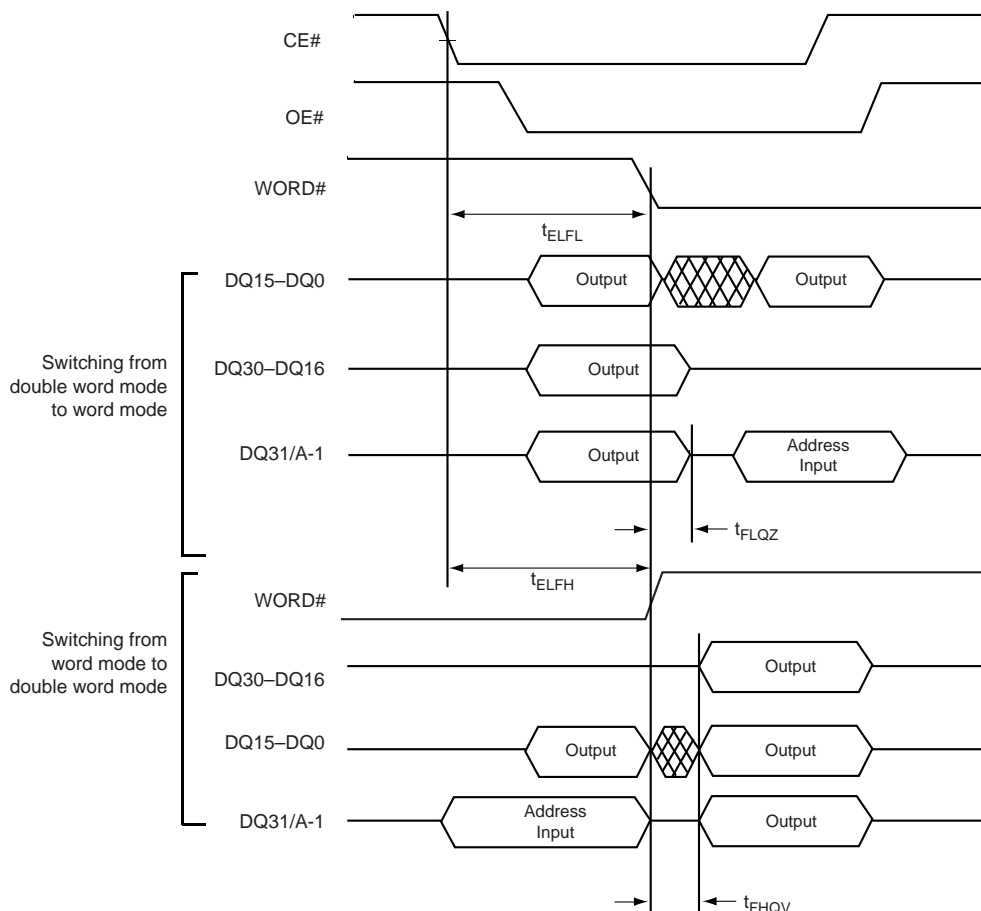 CE#
OE#
WORD#
tELFL
DQ15–DQ0
Output
Output
Switching from
double word mode
to word mode
DQ30–DQ16
Output
DQ31/A-1
Output
Address
Input
tFLQZ
tELFH
WORD#
Switching from
word mode to
double word mode
DQ30–DQ16
Output
DQ15–DQ0
Output
Output
DQ31/A-1
Address
Input
Output
tFHQV